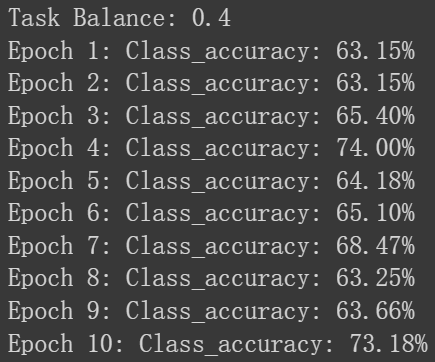 Task Balance: 0.4
Epoch 1: Class_accuracy: 63.15%
Epoch 2: Class_accuracy: 63.15%
Epoch 3: Class_accuracy: 65.40%
Epoch 4: Class_accuracy: 74.00%
Epoch 5: Class_accuracy: 64.18%
Epoch 6: Class_accuracy: 65.10%
Epoch 7: Class_accuracy: 68.47%
Epoch 8: Class_accuracy: 63.25%
Epoch 9: Class_accuracy: 63.66%
Epoch 10: Class_accuracy: 73.18%